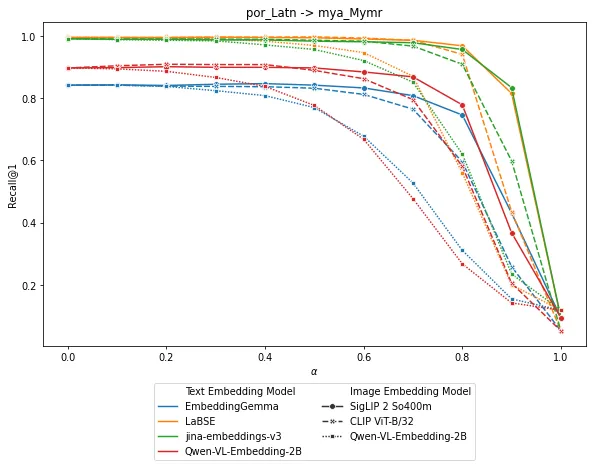 por_Latn -> mya_Mymr
1.0
0.8
0.6
0.4
0.2
Recall@1
0.0 0.2 0.4 0.6 0.8 1.0
α
Text Embedding Model Image Embedding Model
EmbeddingGemma SigLIP 2 So400m
LaBSE CLIP ViT-B/32
jina-embeddings-v3 Qwen-VL-Embedding-2B
Qwen-VL-Embedding-2B